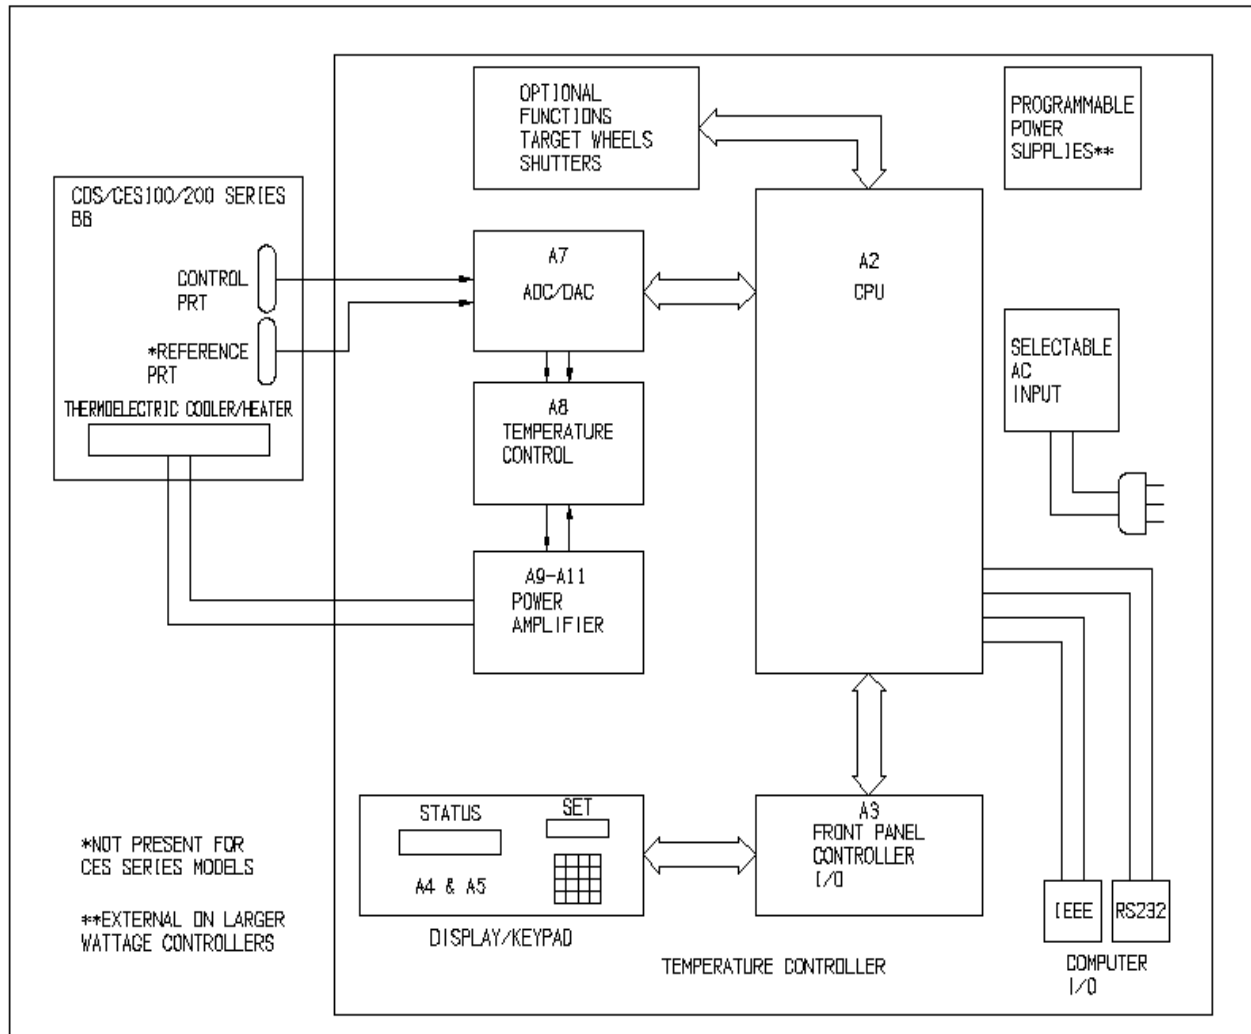 OPTIONAL
FUNCTIONS
TARGET WHEELS
SHUTTERS
PROGRAMMABLE
POWER
SUPPLIES**
CDS/CES100/200 SERIES
BB
CONTROL
PRT
*REFERENCE
PRT
THERMOELECTRIC COOLER/HEATER
A7
ADC/DAC
A2
CPU
SELECTABLE
AC
INPUT
A8
TEMPERATURE
CONTROL
A9-A11
POWER
AMPLIFIER
STATUS
SET
A4 & A5
DISPLAY/KEYPAD
A3
FRONT PANEL
CONTROLLER
I/O
IEEE
RS232
COMPUTER
I/O
TEMPERATURE CONTROLLER
*NOT PRESENT FOR
CES SERIES MODELS
**EXTERNAL ON LARGER
WATTAGE CONTROLLERS